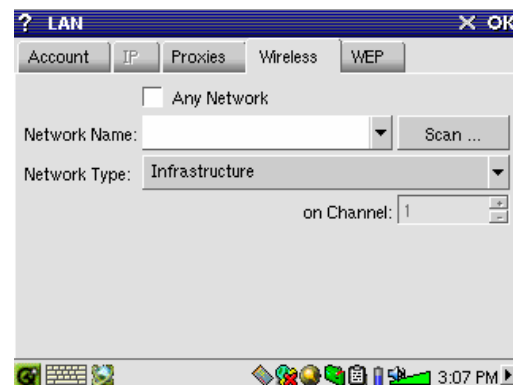 ? LAN × OK
Account IP Proxies Wireless WEP
Any Network
Network Name: Scan ...
Network Type: Infrastructure
on Channel: 1
3:07 PM